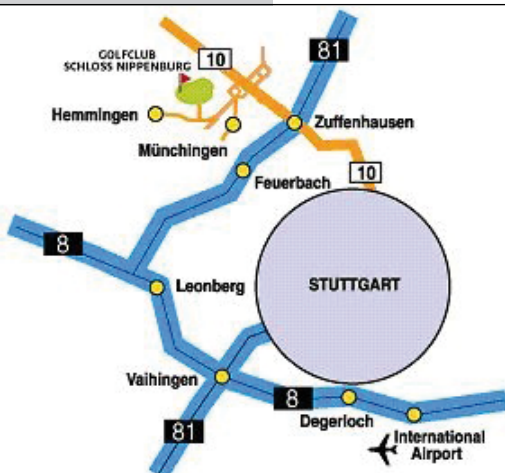 GOLFCLUB
SCHLOSS NIPPENBURG
10
81
Hemmingen
Zuffenhausen
Münchingen
10
Feuerbach
8
Leonberg
STUTTGART
Vaihingen
8
Degerloch
81
International
Airport